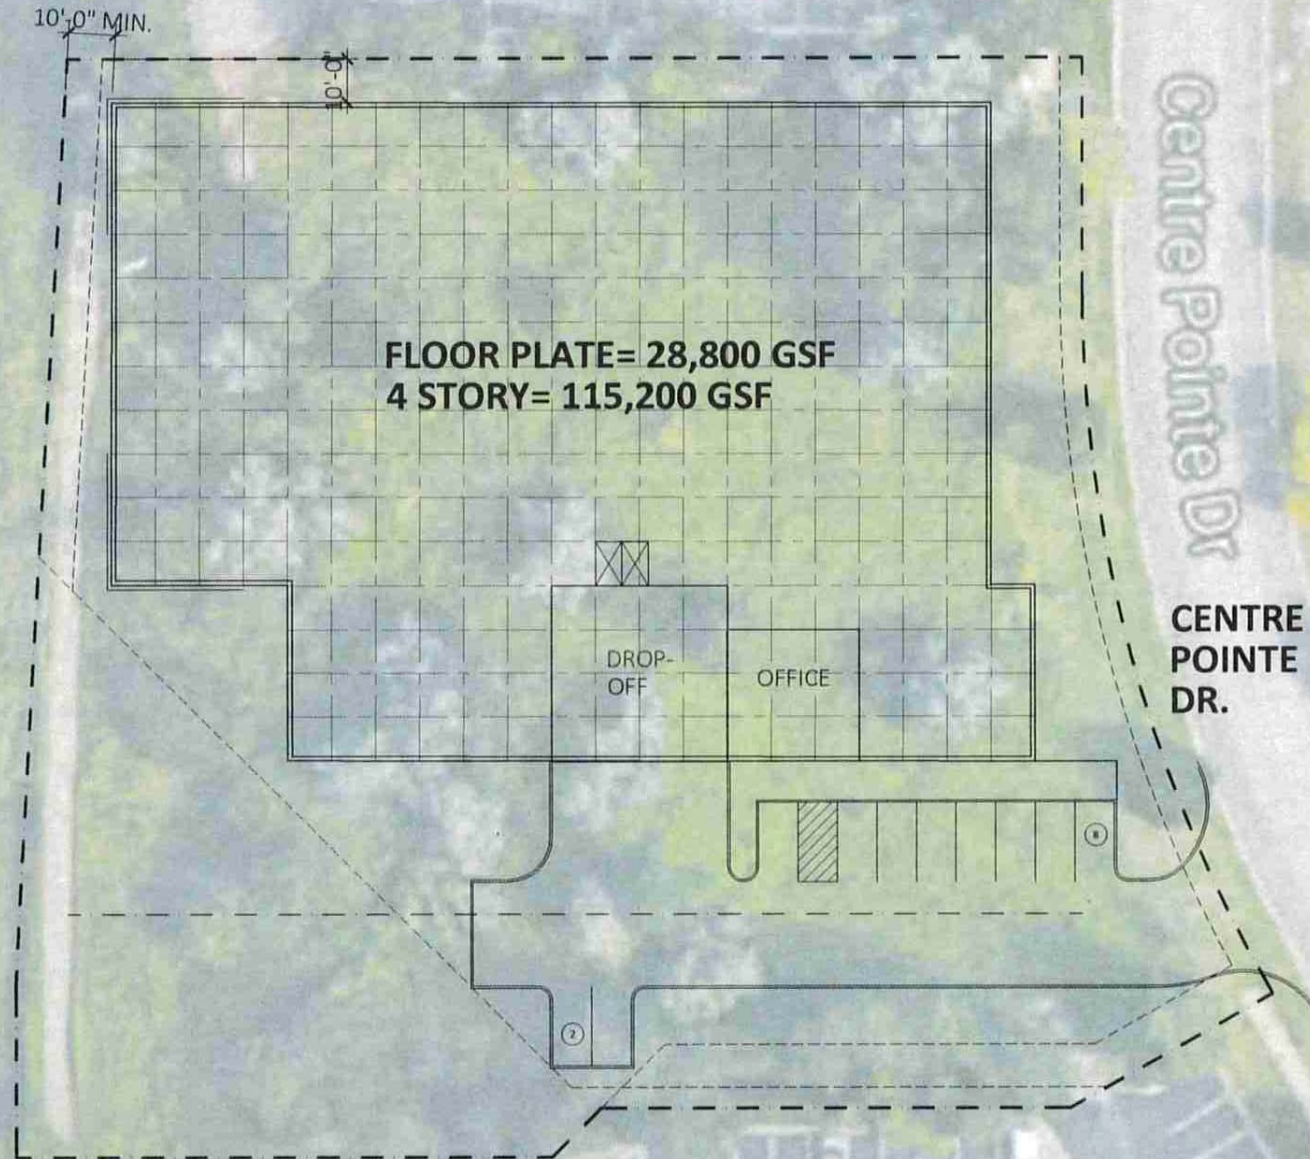 10'-0" MIN.
10'-0"
Centre Pointe Dr
FLOOR PLATE= 28,800 GSF
4 STORY= 115,200 GSF
CENTRE
POINTE
DR.
DROP-
OFF
OFFICE
8
2